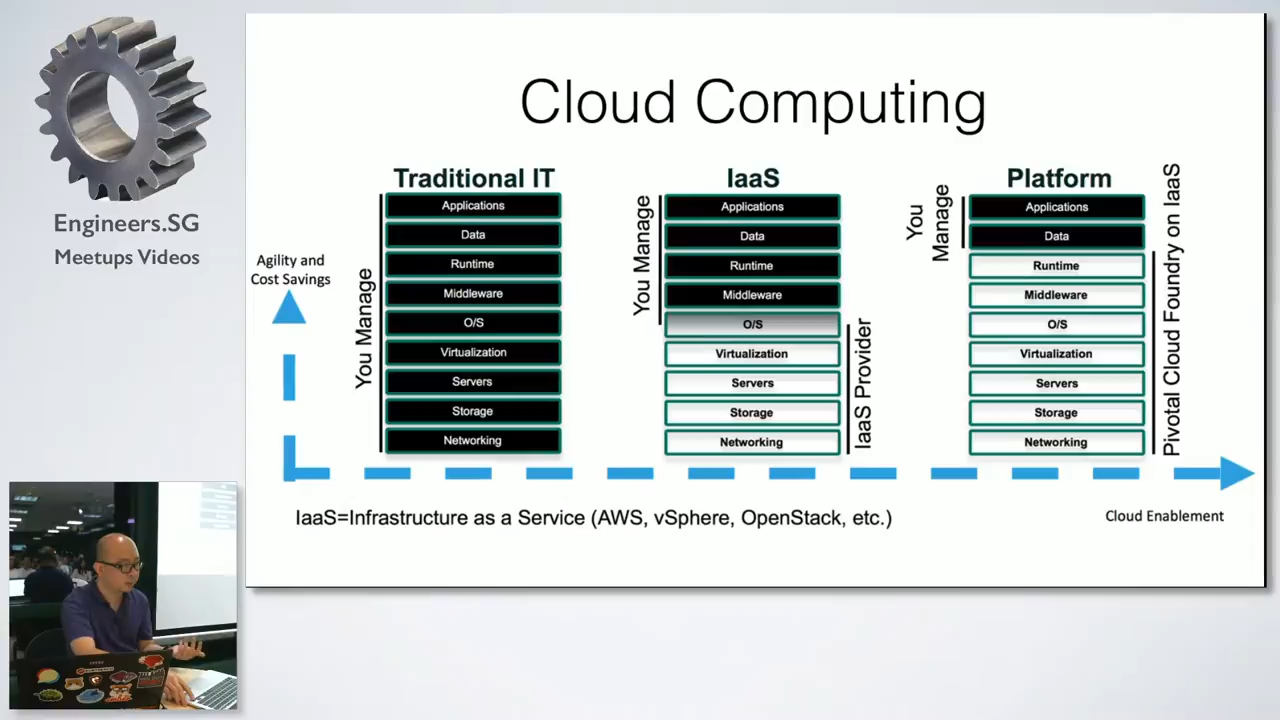 Engineers.SG
Meetups Videos
Cloud Computing
Agility and
Cost Savings
Traditional IT
You Manage
Applications
Data
Runtime
Middleware
O/S
Virtualization
Servers
Storage
Networking
IaaS
You Manage
IaaS Provider
Applications
Data
Runtime
Middleware
O/S
Virtualization
Servers
Storage
Networking
Platform
You
Manage
Pivotal Cloud Foundry on IaaS
Applications
Data
Runtime
Middleware
O/S
Virtualization
Servers
Storage
Networking
IaaS=Infrastructure as a Service (AWS, vSphere, OpenStack, etc.)
Cloud Enablement